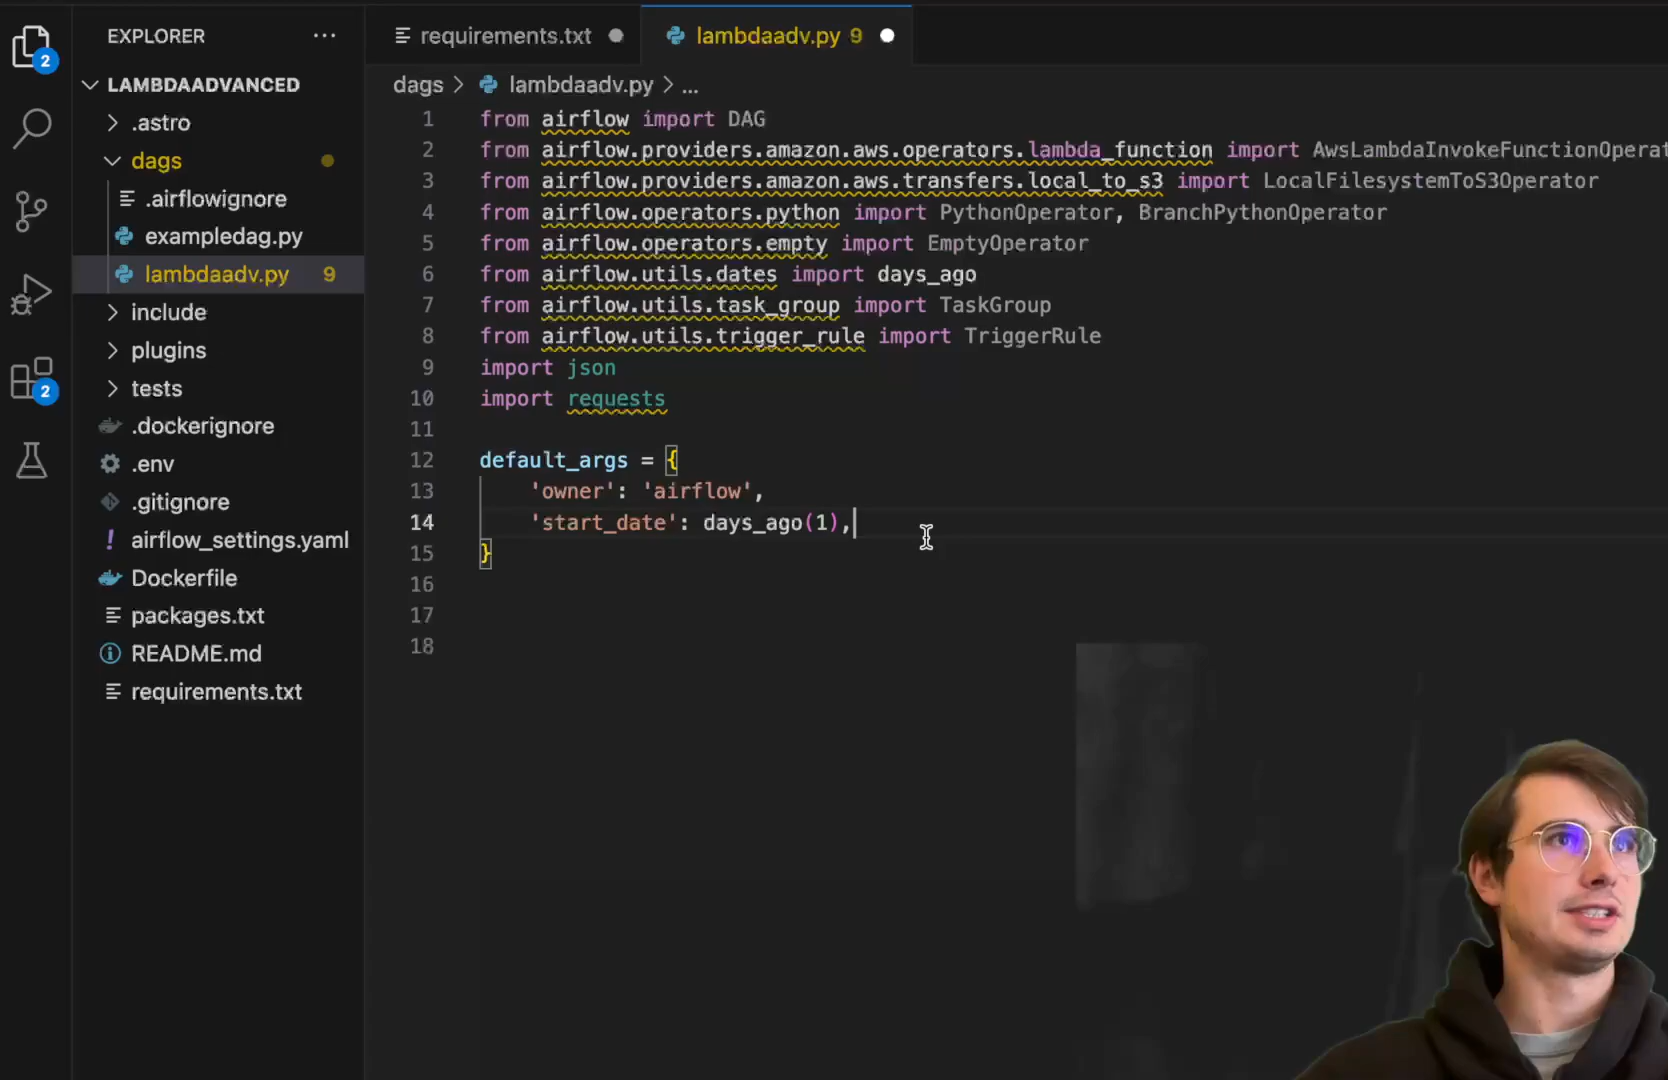 EXPLORER
LAMBDAADVANCED
.astro
dags
.airflowignore
exampledag.py
lambdaadv.py 9
include
plugins
tests
.dockerignore
.env
.gitignore
airflow_settings.yaml
Dockerfile
packages.txt
README.md
requirements.txt
2
2
requirements.txt
lambdaadv.py 9
dags > lambdaadv.py > ...
1 from airflow import DAG
2 from airflow.providers.amazon.aws.operators.lambda_function import AwsLambdaInvokeFunctionOperat
3 from airflow.providers.amazon.aws.transfers.local_to_s3 import LocalFilesystemToS3Operator
4 from airflow.operators.python import PythonOperator, BranchPythonOperator
5 from airflow.operators.empty import EmptyOperator
6 from airflow.utils.dates import days_ago
7 from airflow.utils.task_group import TaskGroup
8 from airflow.utils.trigger_rule import TriggerRule
9 import json
10 import requests
11
12 default_args = {
13 'owner': 'airflow',
14 'start_date': days_ago(1),
15 }
16
17
18